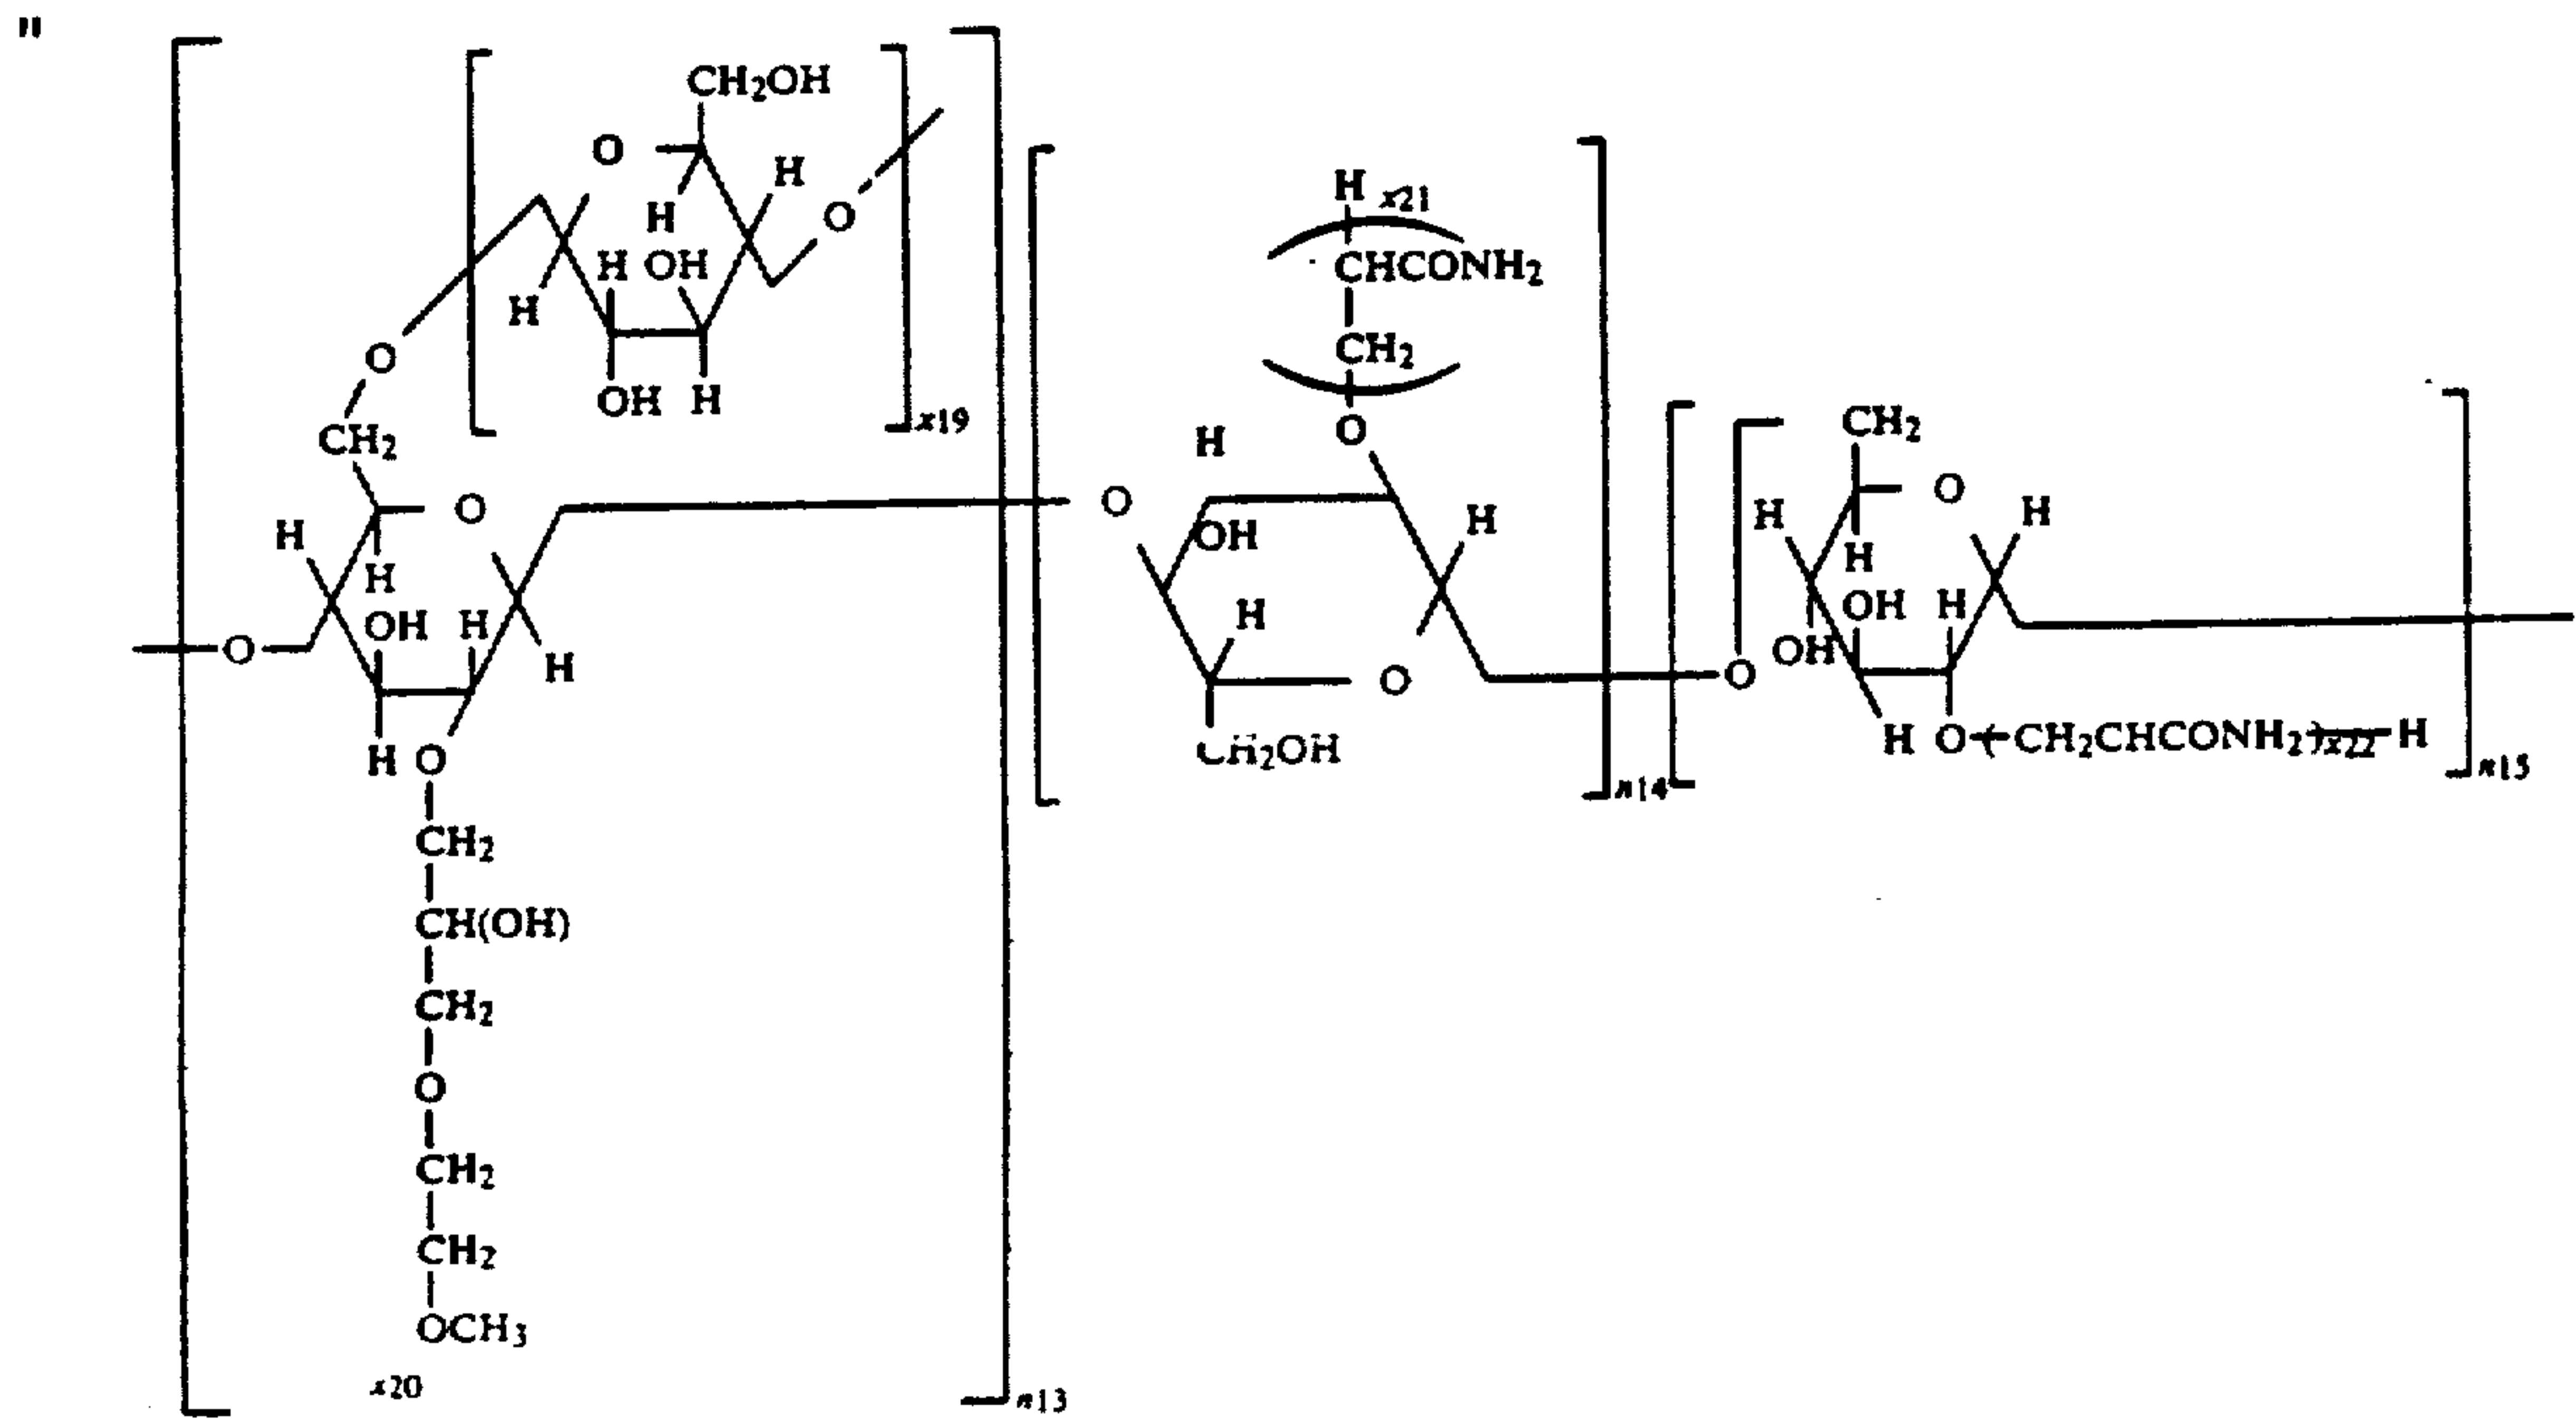 "
CH₂OH
O
H
H
O
H OH
H
OH H
x19
O
CH₂
O
H
H
OH H
O
H
H O
CH₂
CH(OH)
CH₂
O
CH₂
CH₂
OCH₃
x20
n13
H x21
CHCONH₂
CH₂
O
H
O
OH
H
H
O
CH₂OH
n14
CH₂
O
H
H
H
OH H
OH
O
H O(CH₂CHCONH₂)x22 H
n15